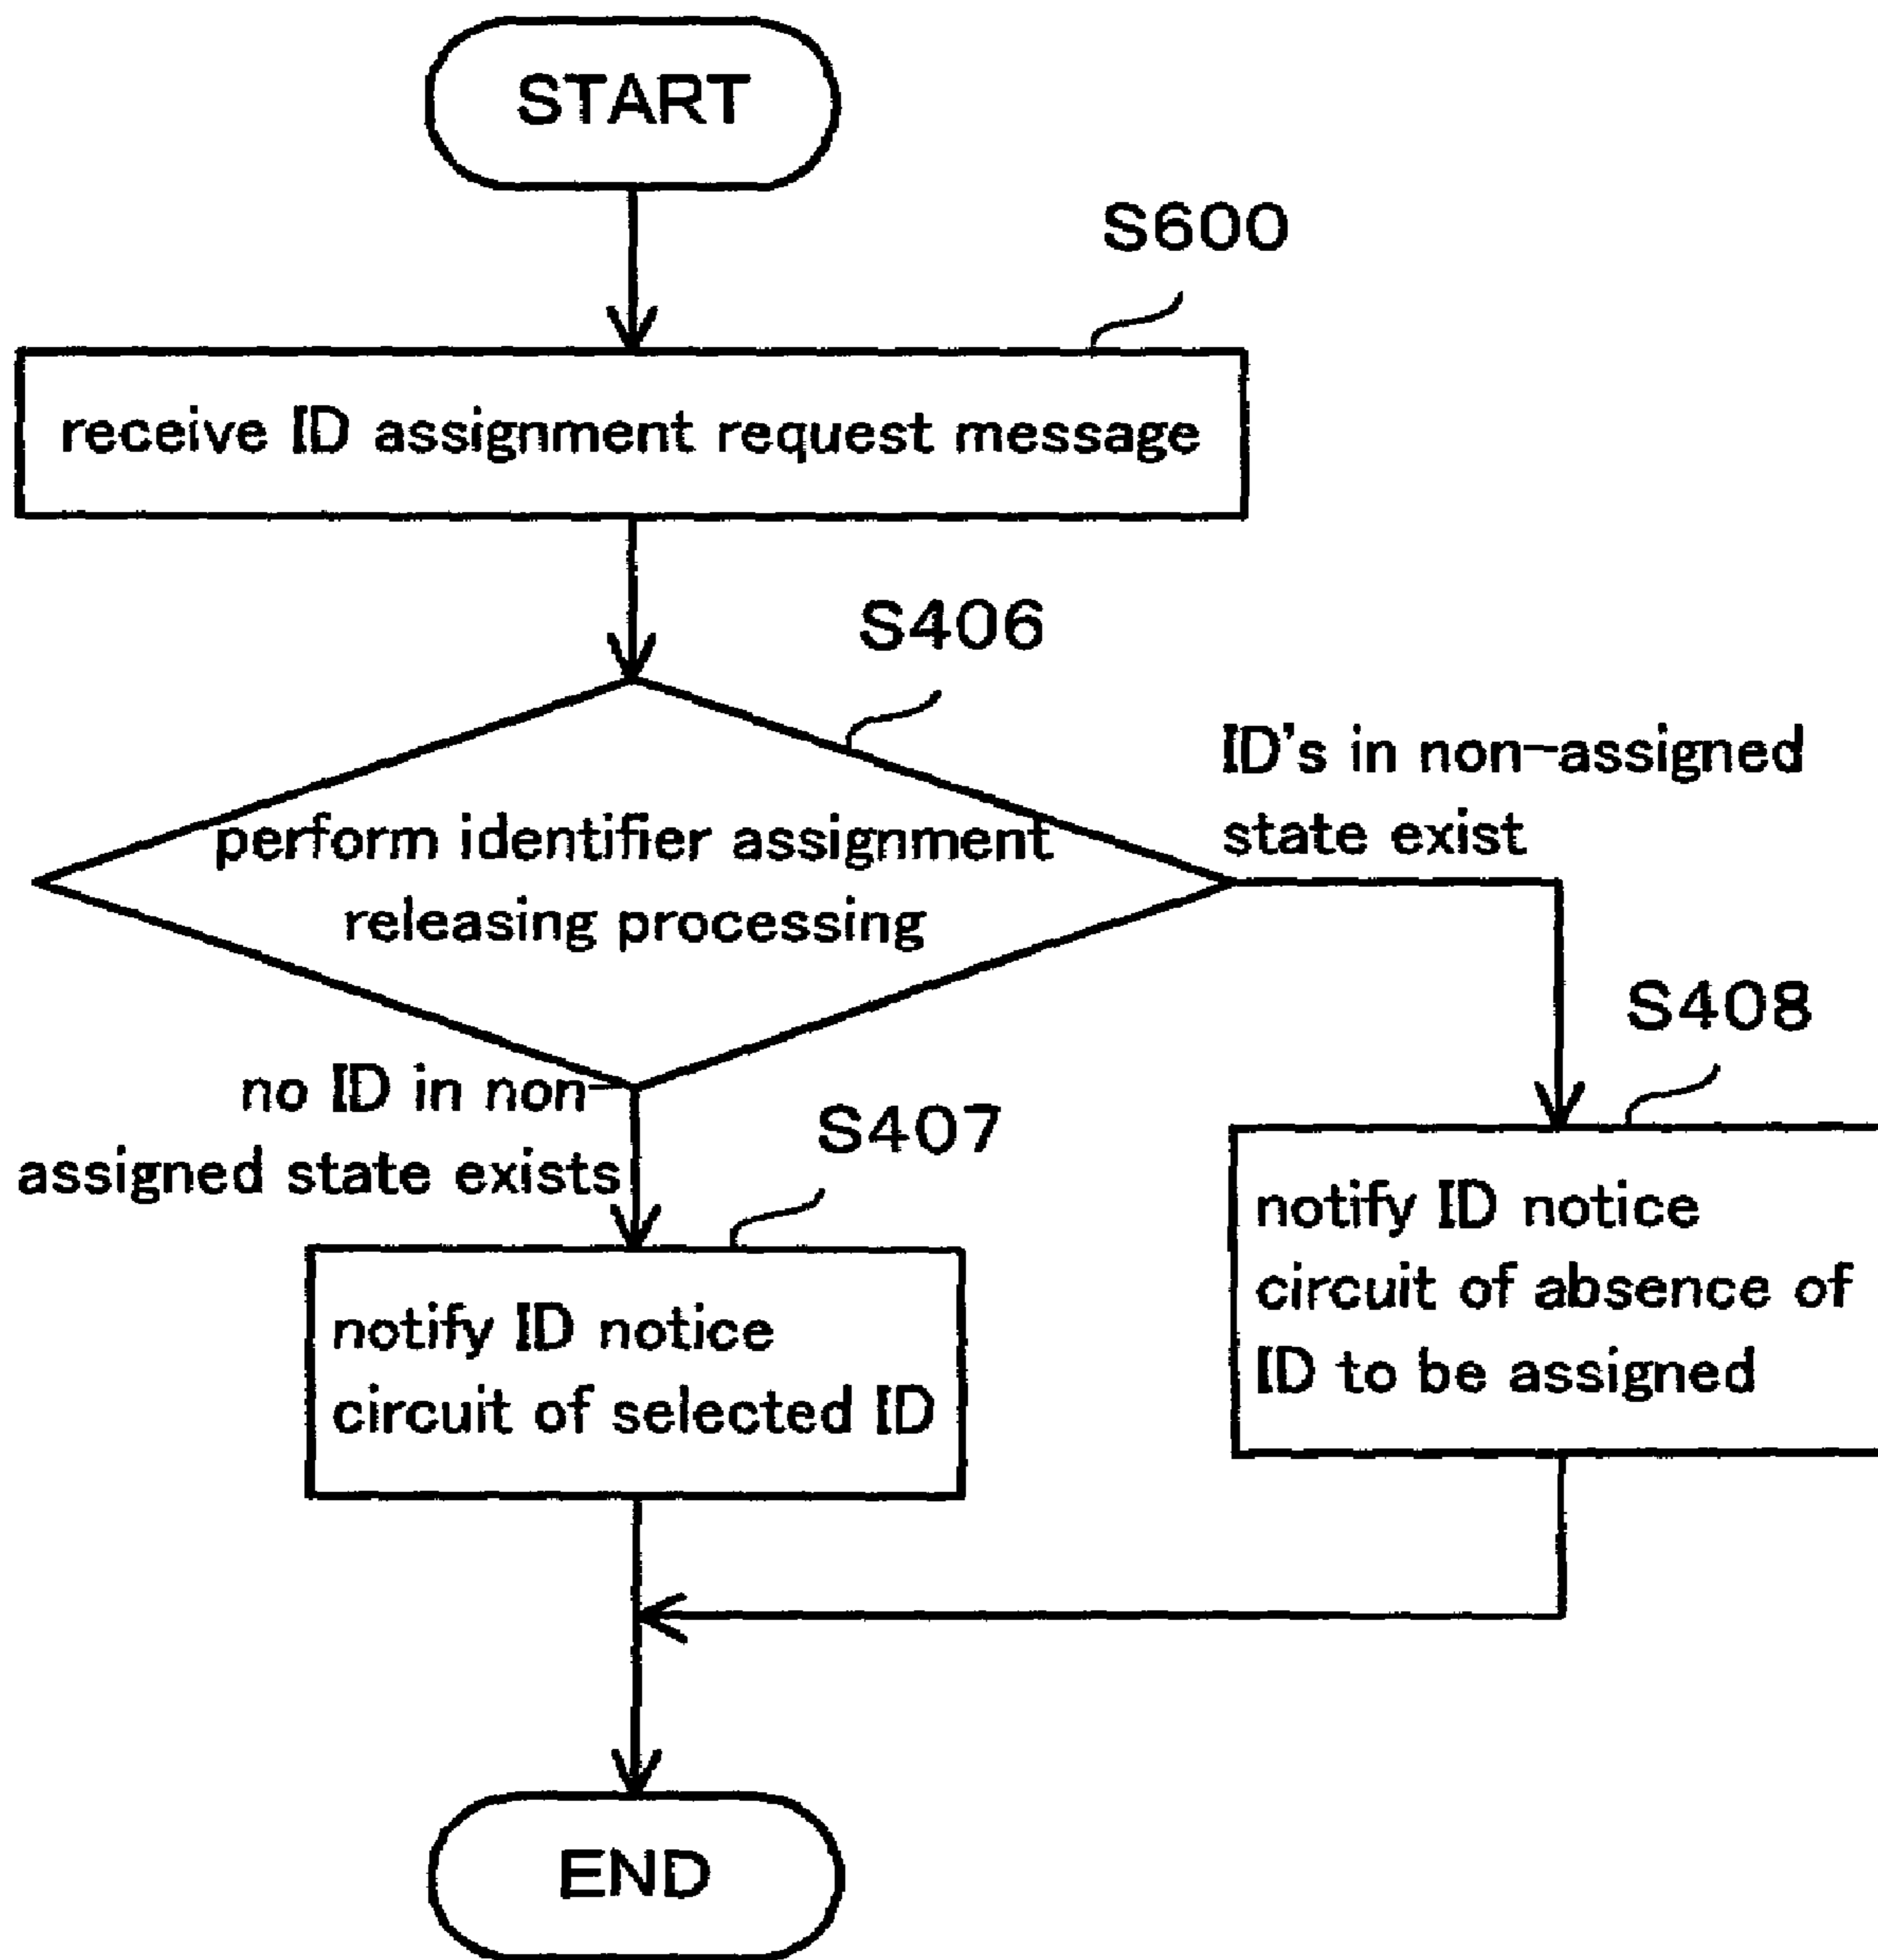 START
S600
receive ID assignment request message
S406
perform identifier assignment
releasing processing
ID's in non-assigned
state exist
no ID in non-
assigned state exists
S407
notify ID notice
circuit of selected ID
S408
notify ID notice
circuit of absence of
ID to be assigned
END